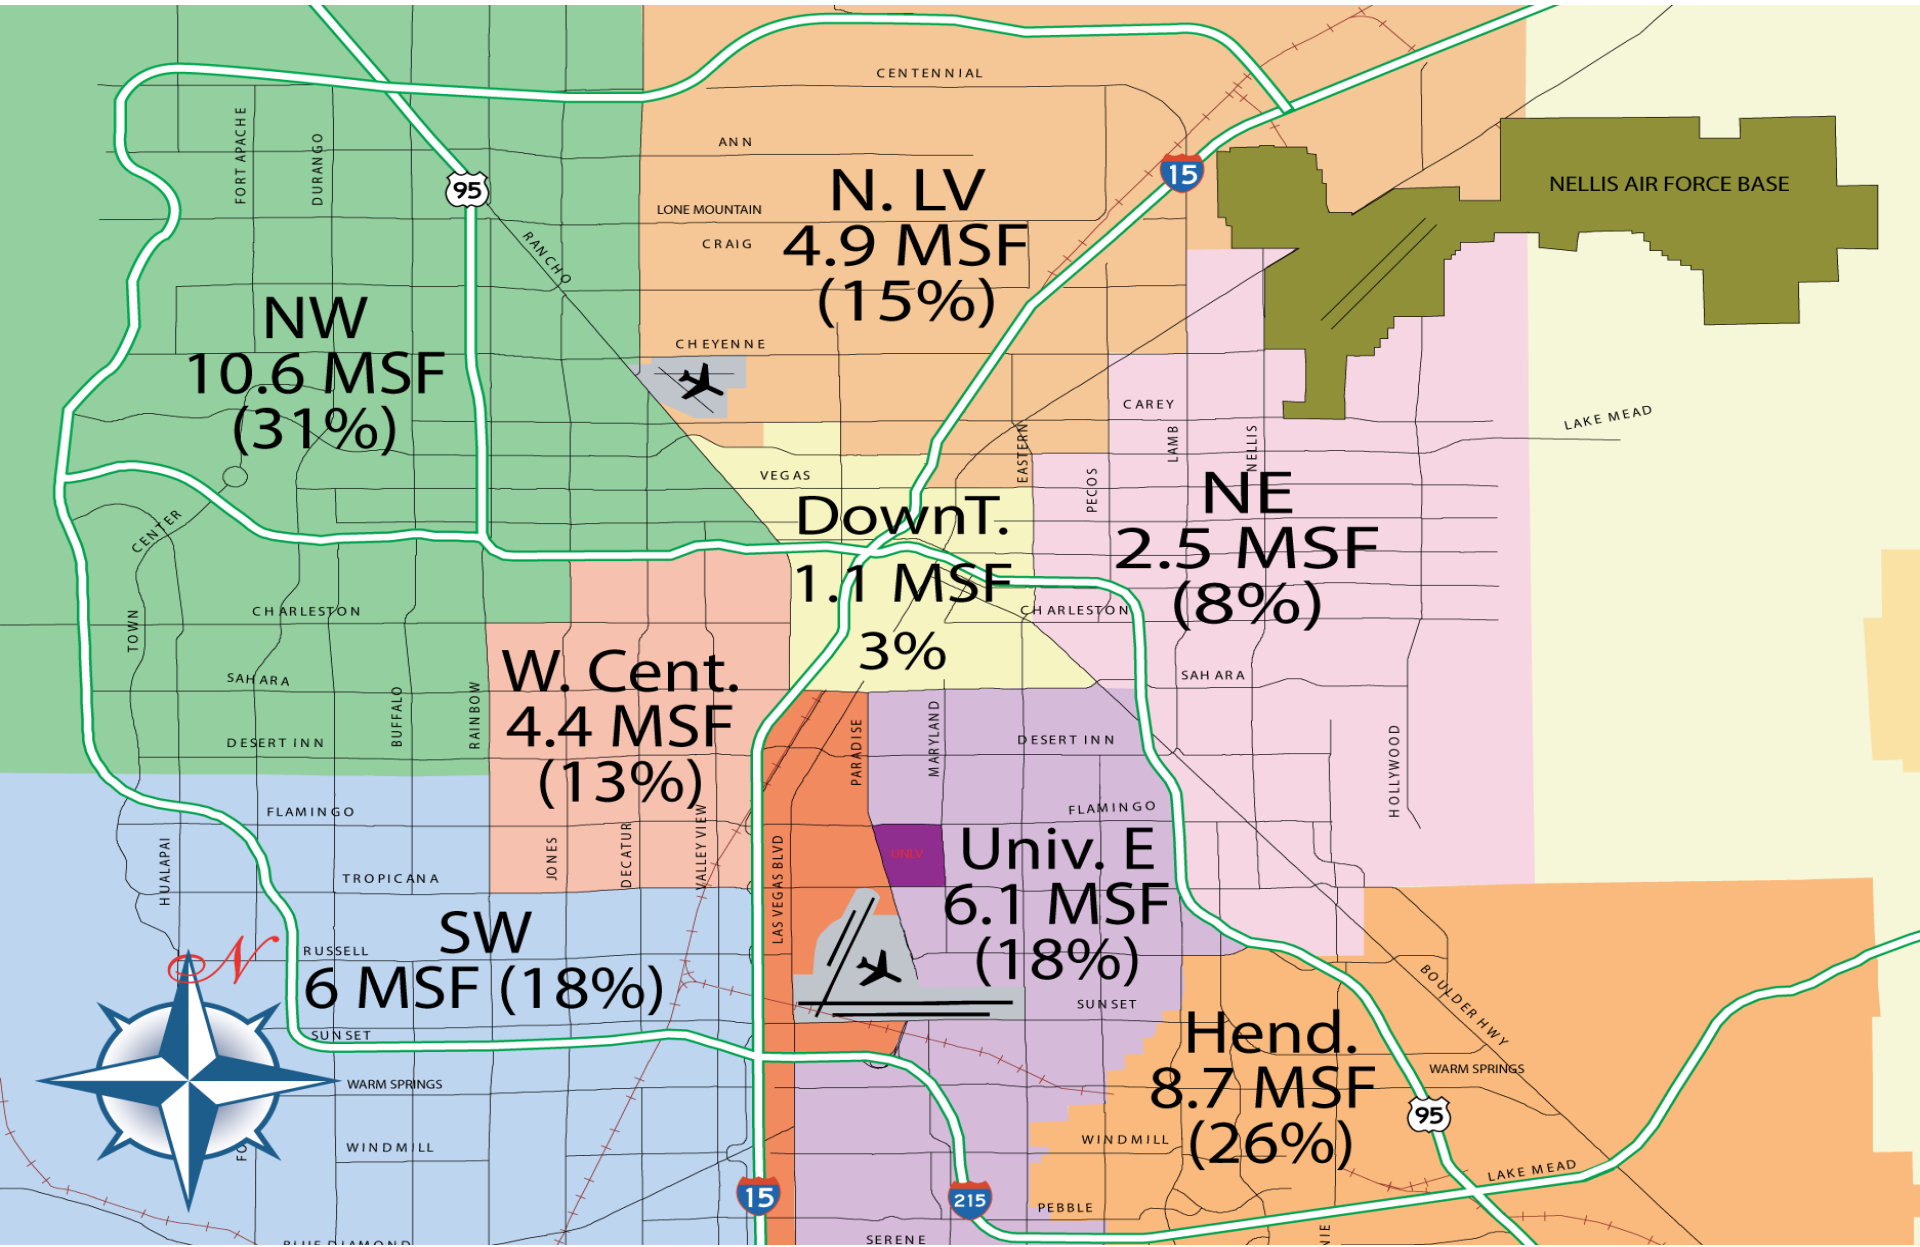 CENTENNIAL
FORT APACHE
DURANGO
ANN
95
15
NELLIS AIR FORCE BASE
N. LV
4.9 MSF
(15%)
LONE MOUNTAIN
CRAIG
RANCHO
NW
10.6 MSF
(31%)
CHEYENNE
CAREY
LAKE MEAD
EASTERN
LAMB
NELLIS
PECOS
VEGAS
NE
2.5 MSF
(8%)
DownT.
1.1 MSF
3%
CENTER
TOWN
CHARLESTON
CHARLESTON
W. Cent.
4.4 MSF
(13%)
SAHARA
SAHARA
BUFFALO
RAINBOW
DESERT INN
DESERT INN
PARADISE
MARYLAND
HOLLYWOOD
FLAMINGO
FLAMINGO
HUALAPAI
JONES
DECATUR
VALLEY VIEW
LAS VEGAS BLVD
UNLV
Univ. E
6.1 MSF
(18%)
TROPICANA
SW
6 MSF (18%)
N
RUSSELL
SUNSET
SUNSET
BOULDER HWY
Hend.
8.7 MSF
(26%)
WARM SPRINGS
WARM SPRINGS
95
WINDMILL
WINDMILL
FO
LAKE MEAD
15
215
PEBBLE
SERENE
BLUE DIAMOND
NIE